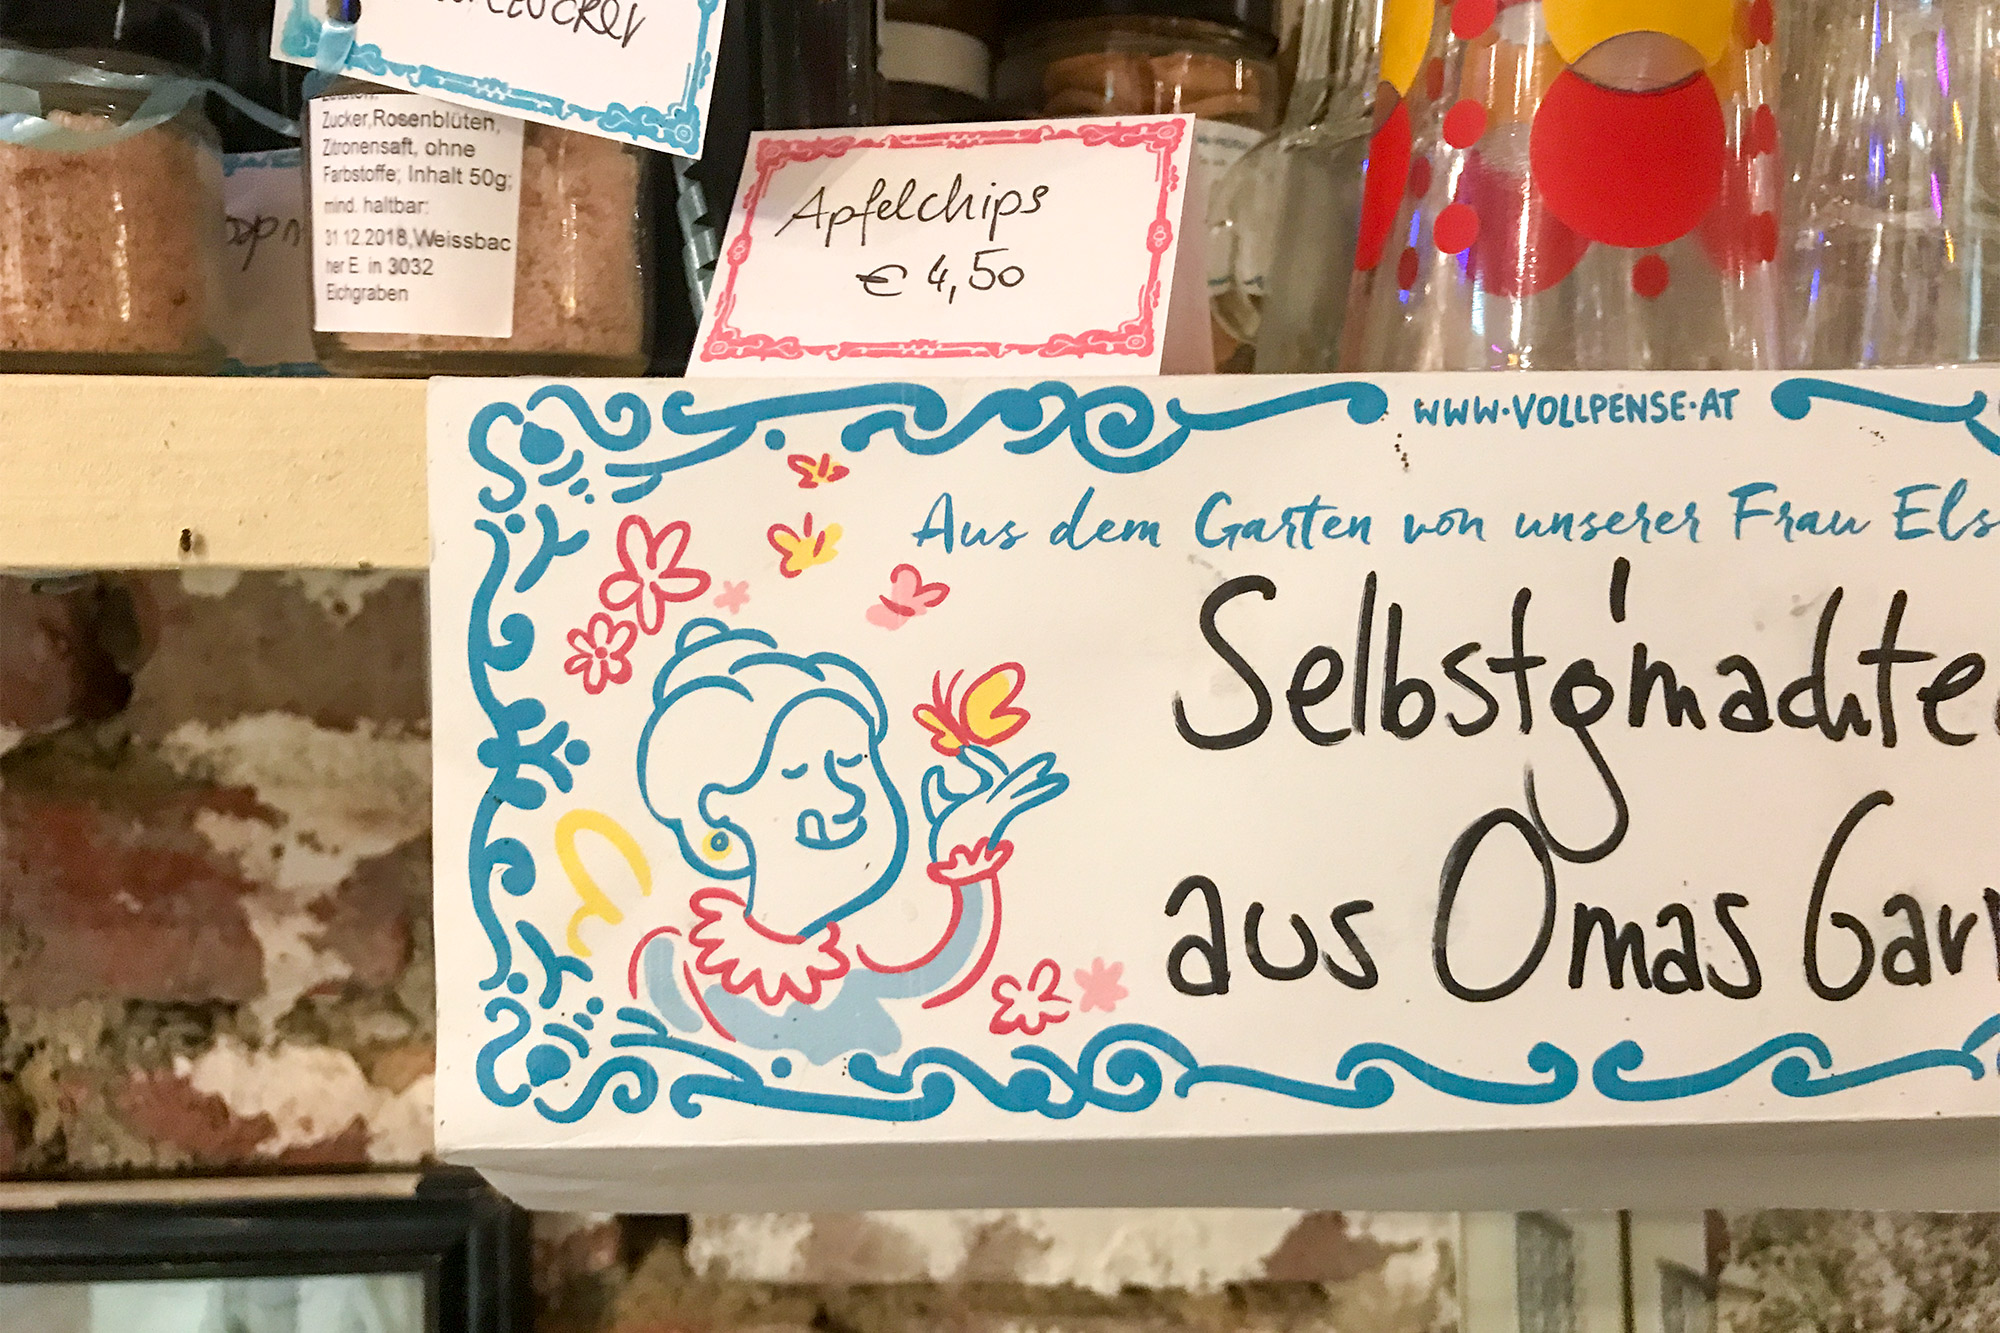 Zucker,Rosenblüten,
Zitronensaft, ohne
Farbstoffe; Inhalt 50g;
mind. haltbar:
31 12.2018,Weissbac
her E. in 3032
Eichgraben
Apfelchips
€ 4,50
WWW·VOLLPENSE·AT
Aus dem Garten von unserer Frau Els
Selbstg'machte
aus Omas Gar